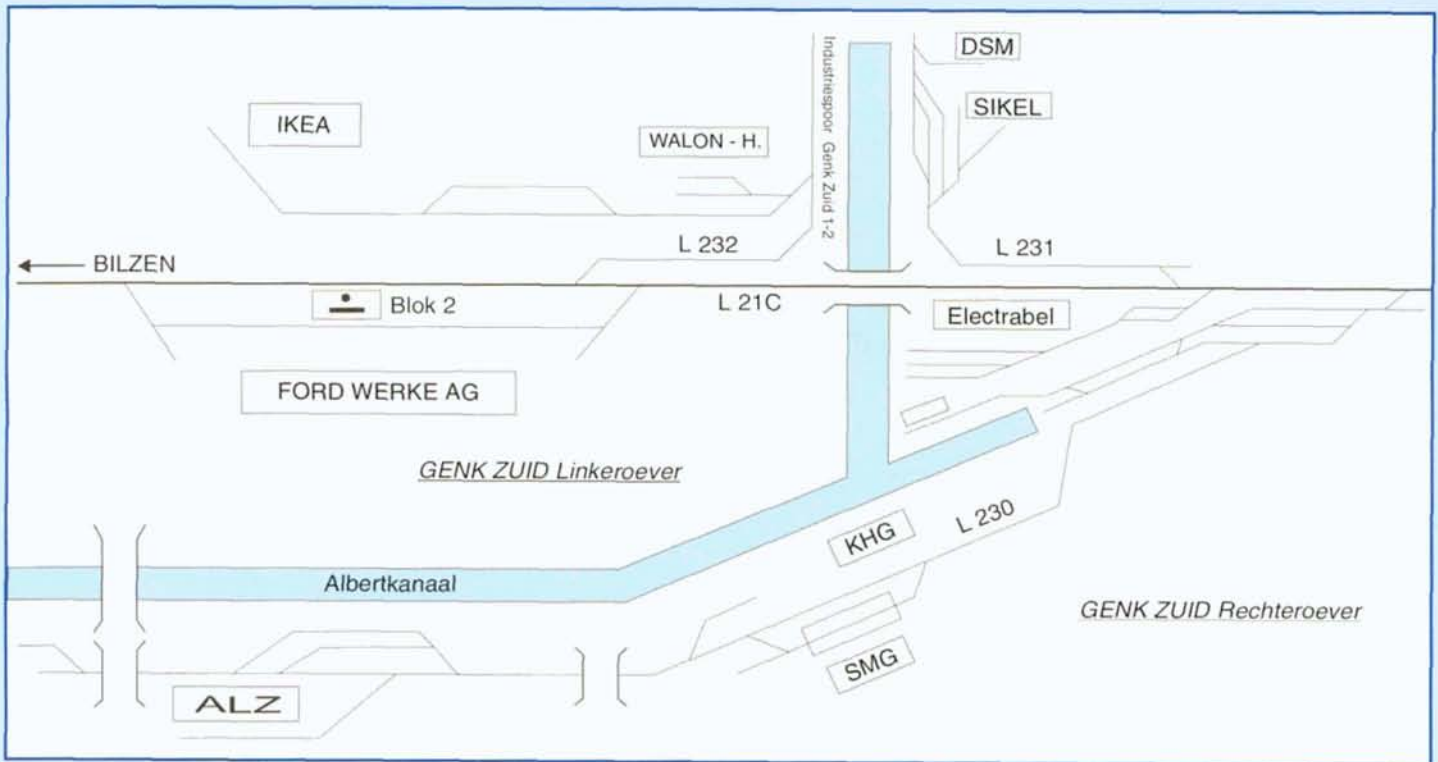 DSM
IKEA
Industriespoor Genk Zuid 1-2
SIKEL
WALON - H.
L 232
L 231
BILZEN
Blok 2
L 21C
Electrabel
FORD WERKE AG
GENK ZUID Linkeroever
L 230
KHG
Albertkanaal
GENK ZUID Rechteroever
SMG
ALZ